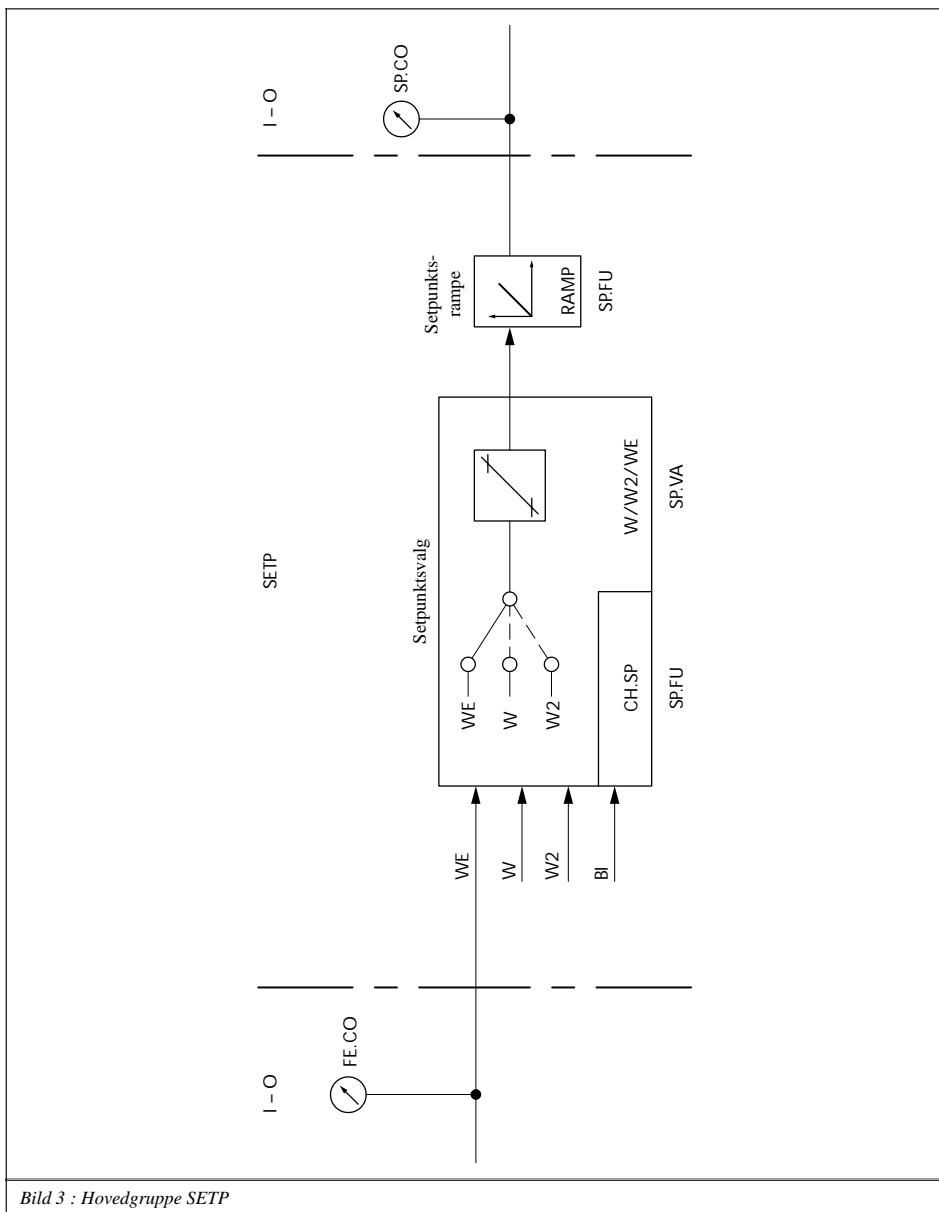 I – O
SP.CO
Setpunkts-
rampe
RAMP
SP.FU
SETP
Setpunktsvalg
W/W2/WE
SP.VA
WE
W
W2
CH.SP
SP.FU
WE
W
W2
BI
I – O
FE.CO
Bild 3 : Hovedgruppe SETP